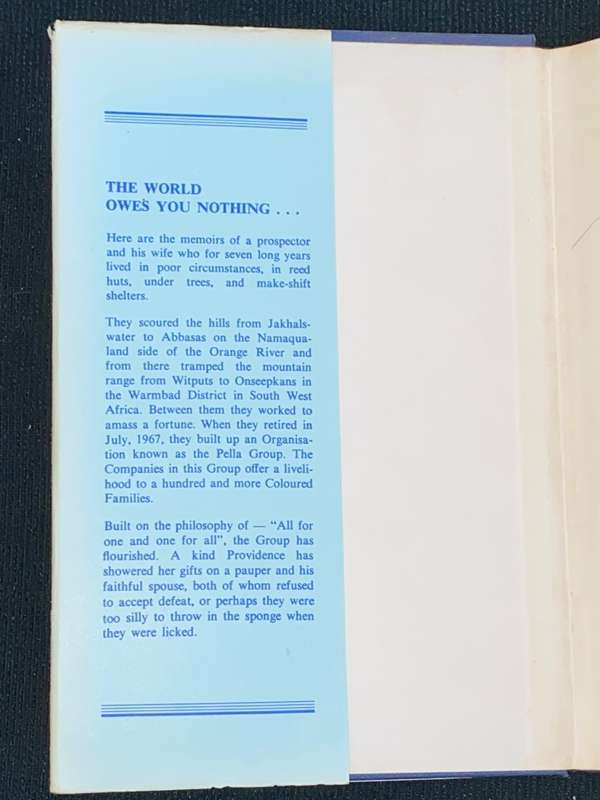 THE WORLD
OWES YOU NOTHING . . .
Here are the memoirs of a prospector
and his wife who for seven long years
lived in poor circumstances, in reed
huts, under trees, and make-shift
shelters.
They scoured the hills from Jakhals-
water to Abbasas on the Namaqua-
land side of the Orange River and
from there tramped the mountain
range from Witputs to Onseepkans in
the Warmbad District in South West
Africa. Between them they worked to
amass a fortune. When they retired in
July, 1967, they built up an Organisa-
tion known as the Pella Group. The
Companies in this Group offer a liveli-
hood to a hundred and more Coloured
Families.
Built on the philosophy of — “All for
one and one for all”, the Group has
flourished. A kind Providence has
showered her gifts on a pauper and his
faithful spouse, both of whom refused
to accept defeat, or perhaps they were
too silly to throw in the sponge when
they were licked.